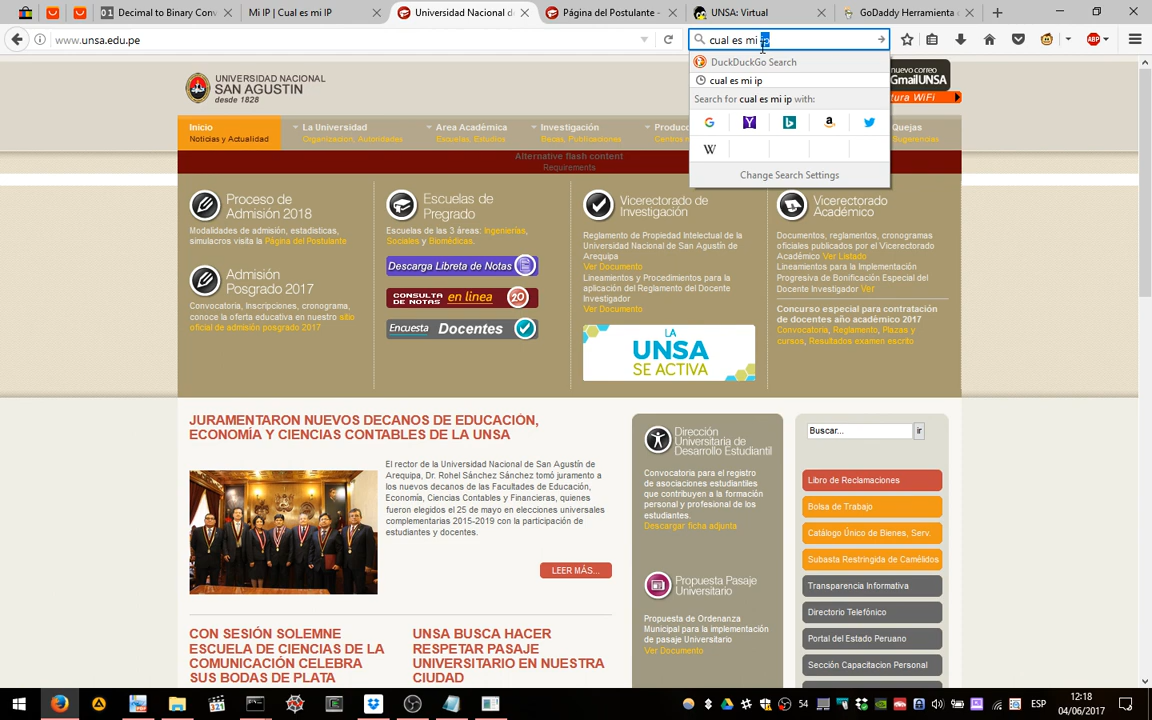 Decimal to Binary Conv
Mi IP | Cual es mi IP
Universidad Nacional d
Página del Postulante -
UNSA: Virtual
GoDaddy Herramienta c
www.unsa.edu.pe
cual es mi ip
DuckDuckGo Search
cual es mi ip
Search for cual es mi ip with:
Change Search Settings
UNIVERSIDAD NACIONAL
SAN AGUSTIN
desde 1828
nuevo correo
GmailUNSA
tura WiFi
Inicio
Noticias y Actualidad
La Universidad
Organización, Autoridades
Area Académica
Escuelas, Estudios
Investigación
Becas, Publicaciones
Produc
Centros
Quejas
Sugerencias
Alternative flash content
Requirements
Proceso de
Admisión 2018
Modalidades de admisión, estadísticas,
simulacros visita la Página del Postulante
Admisión
Posgrado 2017
Convocatoria, Inscripciones, cronograma,
conoce la oferta educativa en nuestro sitio
oficial de admisión posgrado 2017
Escuelas de
Pregrado
Escuelas de las 3 áreas: Ingenierías,
Sociales y Biomédicas.
Descarga Libreta de Notas
CONSULTA
DE NOTAS en linea 20
Encuesta Docentes
Vicerectorado de
Investigación
Reglamento de Propiedad Intelectual de la
Universidad Nacional de San Agustín de
Arequipa
Ver Documento
Lineamientos y Procedimientos para la
aplicación del Reglamento del Docente
Investigador
Ver Documento
LA
UNSA
SE ACTIVA
Vicerectorado
Académico
Documentos, reglamentos, cronogramas
oficiales publicados por el Vicerectorado
Académico Ver Listado
Lineamientos para la Implementación
Progresiva de Bonificación Especial del
Docente Investigador Ver
Concurso especial para contratación
de docentes año académico 2017
Convocatoria, Reglamento, Plazas y
cursos, Resultados examen escrito
JURAMENTARON NUEVOS DECANOS DE EDUCACIÓN,
ECONOMÍA Y CIENCIAS CONTABLES DE LA UNSA
El rector de la Universidad Nacional de San Agustín de
Arequipa, Dr. Rohel Sánchez Sánchez tomó juramento a
los nuevos decanos de las Facultades de Educación,
Economía, Ciencias Contables y Financieras, quienes
fueron elegidos el 25 de mayo en elecciones universales
complementarias 2015-2019 con la participación de
estudiantes y docentes.
LEER MÁS...
CON SESIÓN SOLEMNE
ESCUELA DE CIENCIAS DE LA
COMUNICACIÓN CELEBRA
SUS BODAS DE PLATA
UNSA BUSCA HACER
RESPETAR PASAJE
UNIVERSITARIO EN NUESTRA
CIUDAD
Dirección
Universitaria de
Desarrollo Estudiantil
Convocatoria para el registro
de asociaciones estudiantiles
que contribuyen a la formación
personal y profesional de los
estudiantes.
Descargar ficha adjunta
Propuesta Pasaje
Universitario
Propuesta de Ordenanza
Municipal para la implementación
de pasaje Universitario
Ver Documento
Buscar...
ir
Libro de Reclamaciones
Bolsa de Trabajo
Catálogo Único de Bienes, Serv.
Subasta Restringida de Camélidos
Transparencia Informativa
Directorio Telefónico
Portal del Estado Peruano
Sección Capacitacion Personal
54
ESP
12:18
04/06/2017